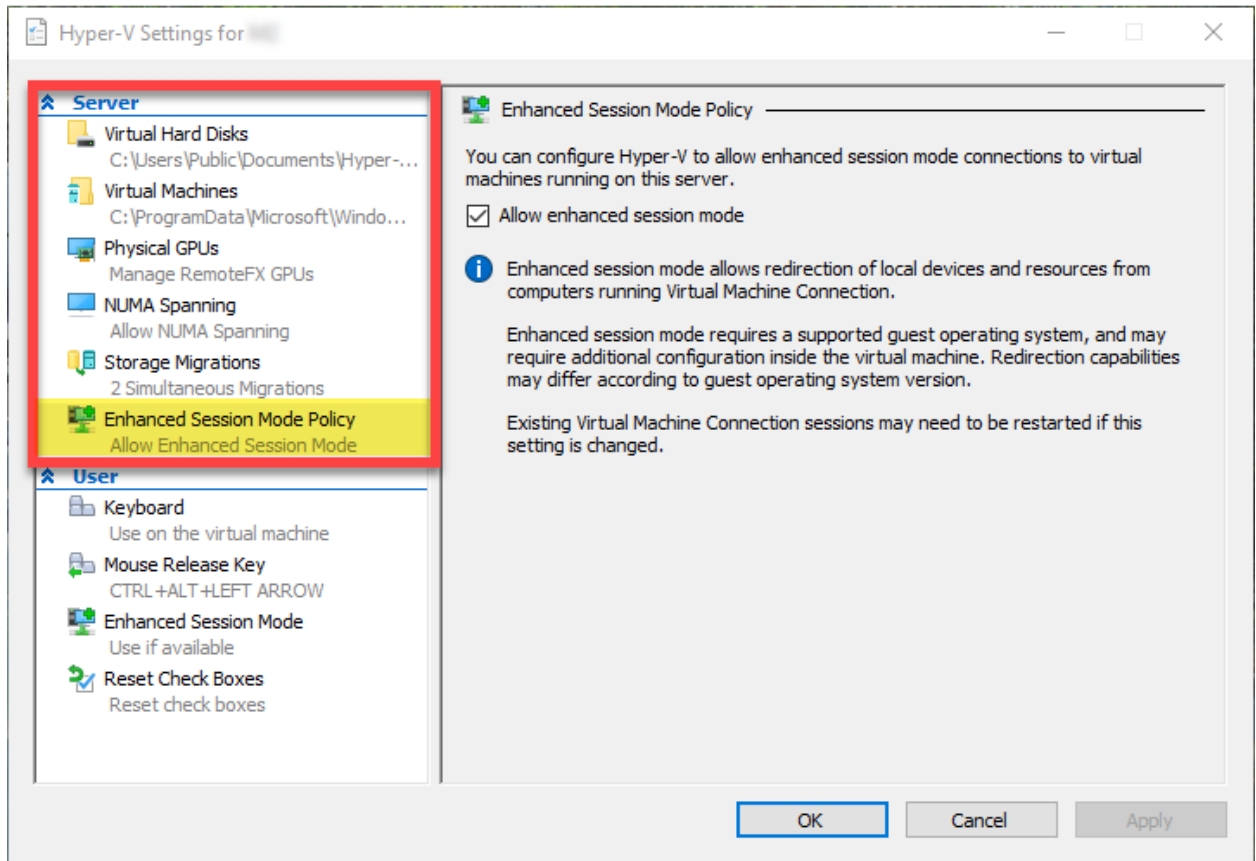 Hyper-V Settings for
Server
Virtual Hard Disks
C:\Users\Public\Documents\Hyper-...
Virtual Machines
C:\ProgramData\Microsoft\Windo...
Physical GPUs
Manage RemoteFX GPUs
NUMA Spanning
Allow NUMA Spanning
Storage Migrations
2 Simultaneous Migrations
Enhanced Session Mode Policy
Allow Enhanced Session Mode
User
Keyboard
Use on the virtual machine
Mouse Release Key
CTRL+ALT+LEFT ARROW
Enhanced Session Mode
Use if available
Reset Check Boxes
Reset check boxes
Enhanced Session Mode Policy
You can configure Hyper-V to allow enhanced session mode connections to virtual
machines running on this server.
Allow enhanced session mode
Enhanced session mode allows redirection of local devices and resources from
computers running Virtual Machine Connection.
Enhanced session mode requires a supported guest operating system, and may
require additional configuration inside the virtual machine. Redirection capabilities
may differ according to guest operating system version.
Existing Virtual Machine Connection sessions may need to be restarted if this
setting is changed.
OK
Cancel
Apply